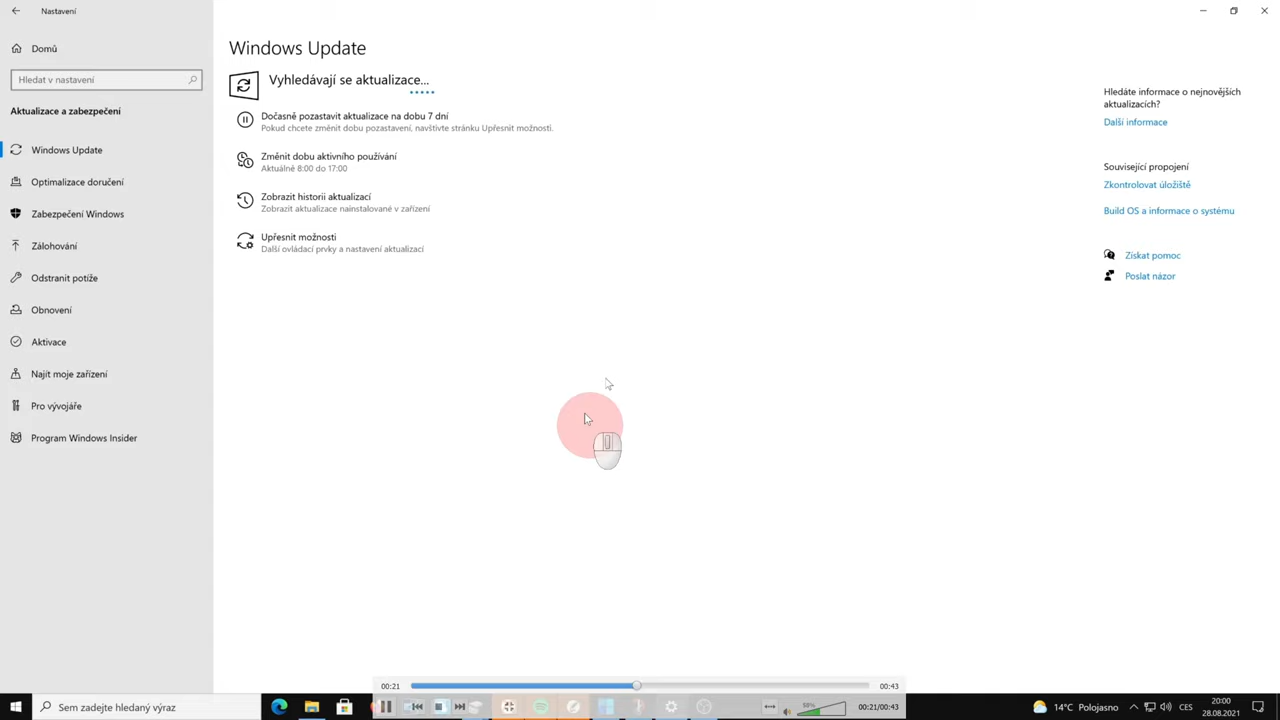 Nastavení
Domů
Hledat v nastavení
Aktualizace a zabezpečení
Windows Update
Optimalizace doručení
Zabezpečení Windows
Zálohování
Odstranit potíže
Obnovení
Aktivace
Najít moje zařízení
Pro vývojáře
Program Windows Insider
Windows Update
Vyhledávají se aktualizace...
Dočasně pozastavit aktualizace na dobu 7 dní
Pokud chcete změnit dobu pozastavení, navštivte stránku Upřesnit možnosti.
Změnit dobu aktivního používání
Aktuálně 8:00 do 17:00
Zobrazit historii aktualizací
Zobrazit aktualizace nainstalované v zařízení
Upřesnit možnosti
Další ovládací prvky a nastavení aktualizací
Hledáte informace o nejnovějších
aktualizacích?
Další informace
Související propojení
Zkontrolovat úložiště
Build OS a informace o systému
Získat pomoc
Poslat názor
00:21
00:43
Sem zadejte hledaný výraz
58%
00:21/00:43
14°C Polojasno
CES
20:00
28.08.2021